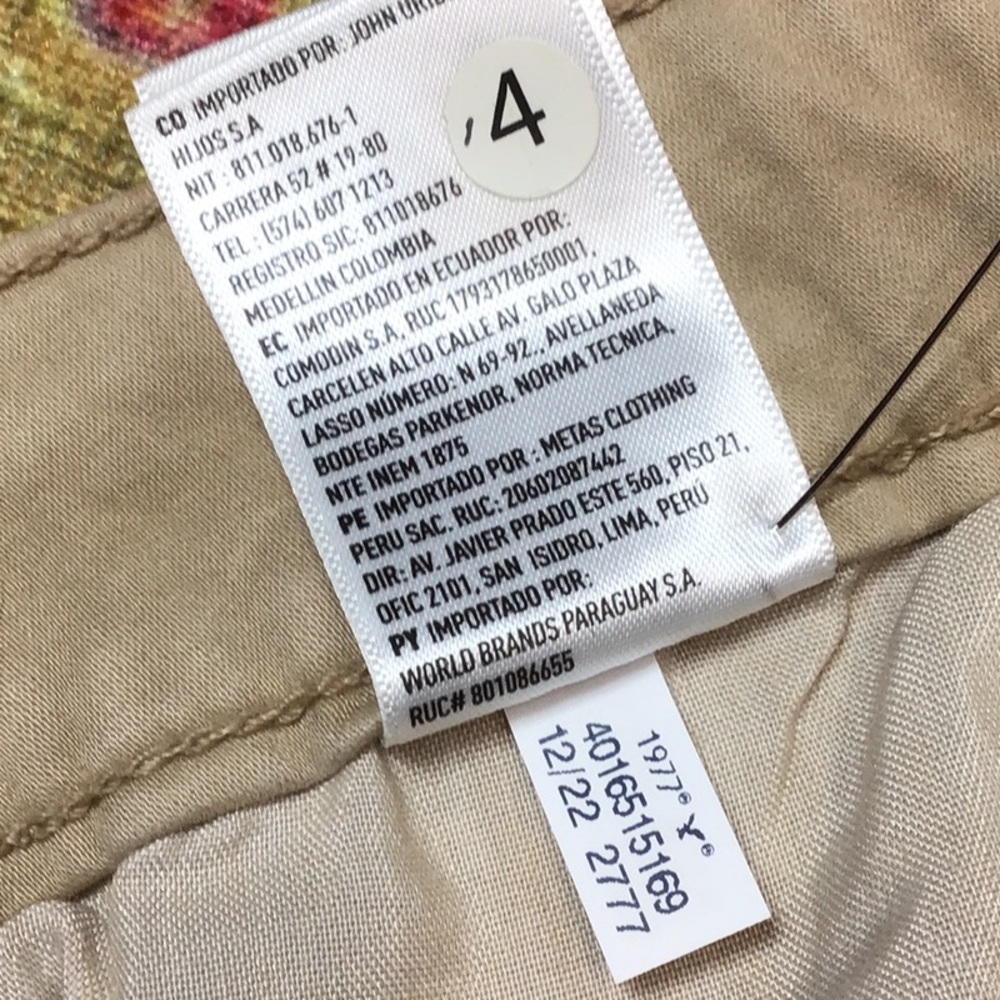 CO IMPORTADO POR: JOHN
HIJOS S.A
NIT : 811.018.676-1
CARRERA 52 # 19-80
TEL : (574) 607 1213
REGISTRO SIC: 811018676
MEDELLIN COLOMBIA
EC IMPORTADO EN ECUADOR POR:
COMODIN S.A. RUC 1793178650001,
CARCELEN ALTO CALLE AV. GALO PLAZA
LASSO NÚMERO: N 69-92., AVELLANEDA
BODEGAS PARKENOR, NORMA TECNICA,
NTE INEM 1875
PE IMPORTADO POR : METAS CLOTHING
PERU SAC. RUC: 20602087442
DIR: AV. JAVIER PRADO ESTE 560, PISO 21,
OFIC 2101, SAN ISIDRO, LIMA, PERÚ
PY IMPORTADO POR:
WORLD BRANDS PARAGUAY S.A.
RUC# 801086655
,4
1977®
4016515169
12/22 2777